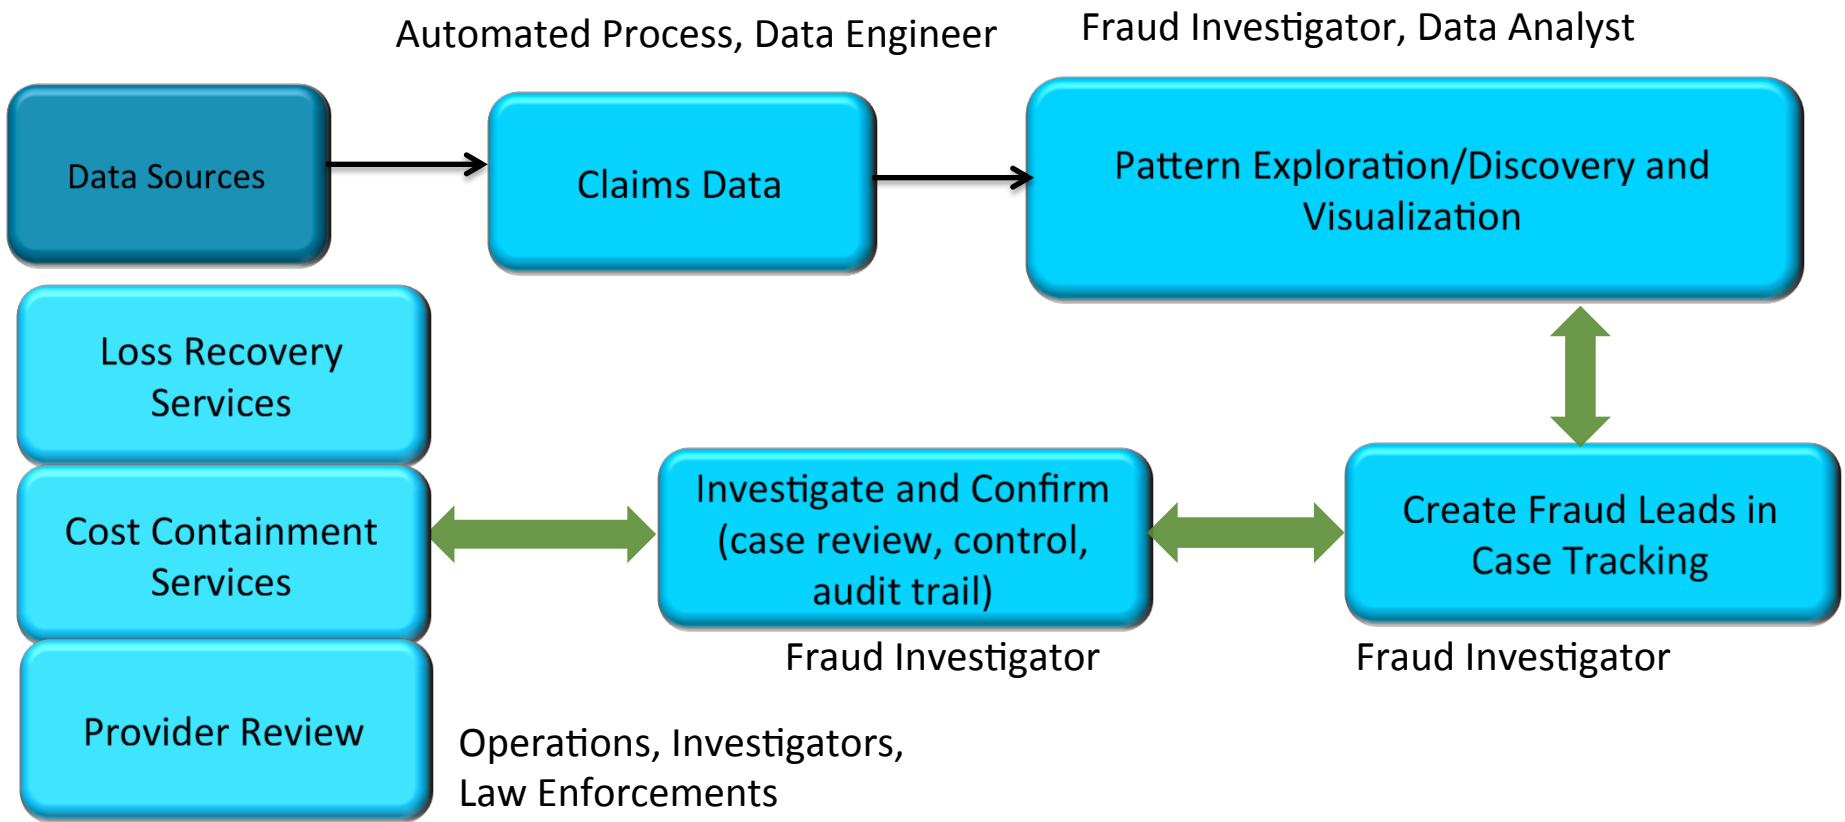 Automated Process, Data Engineer
Fraud Investigator, Data Analyst
Data Sources
Claims Data
Pattern Exploration/Discovery and
Visualization
Loss Recovery
Services
Cost Containment
Services
Provider Review
Investigate and Confirm
(case review, control,
audit trail)
Create Fraud Leads in
Case Tracking
Fraud Investigator
Fraud Investigator
Operations, Investigators,
Law Enforcements